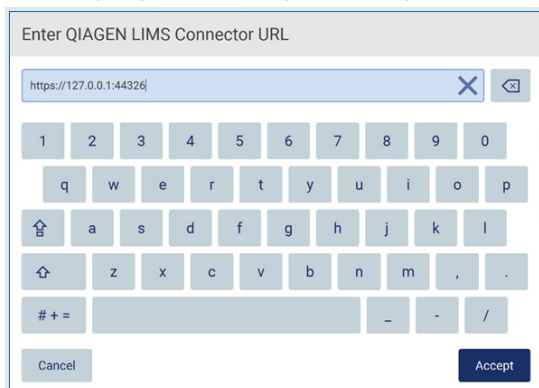 Enter QIAGEN LIMS Connector URL
https://127.0.0.1:44326
1 2 3 4 5 6 7 8 9 0
q w e r t y u i o p
a s d f g h j k l
z x c v b n m , .
# + = _ - /
Cancel Accept